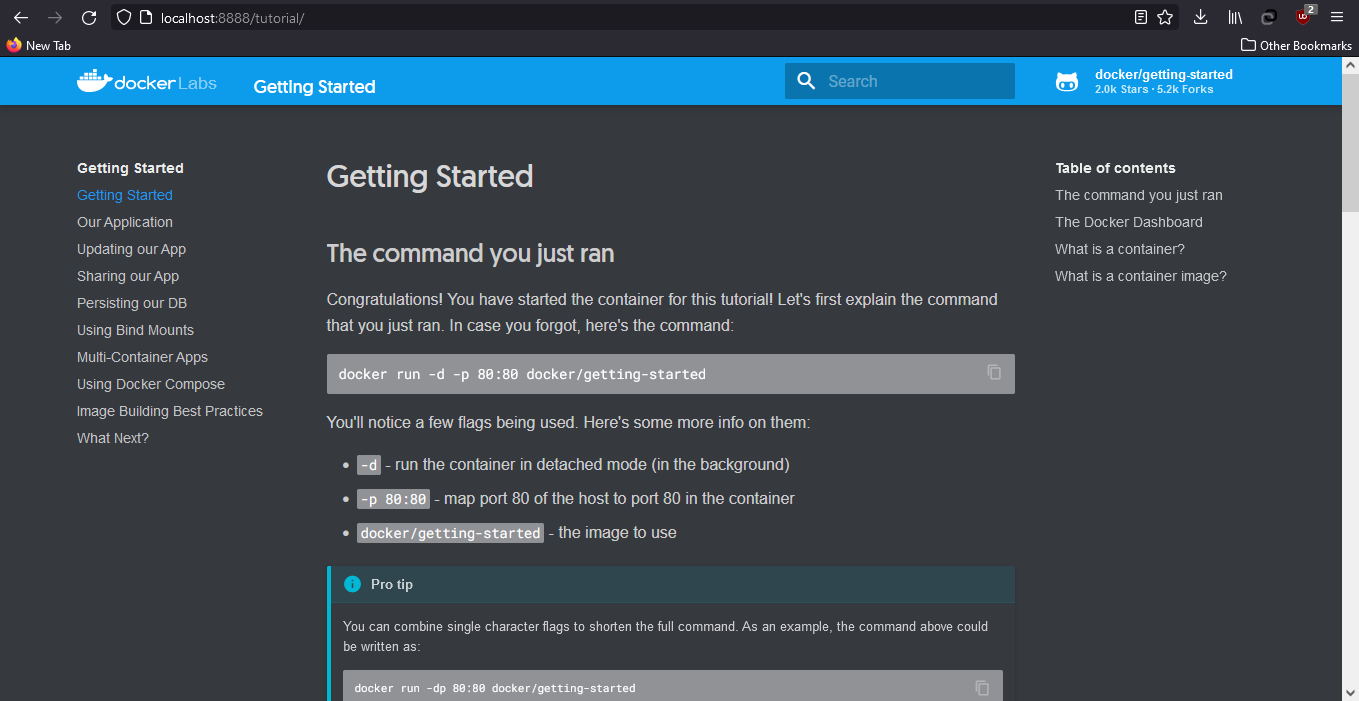 localhost:8888/tutorial/
2
New Tab
Other Bookmarks
docker Labs
Getting Started
Search
docker/getting-started
2.0k Stars · 5.2k Forks
Getting Started
Getting Started
Our Application
Updating our App
Sharing our App
Persisting our DB
Using Bind Mounts
Multi-Container Apps
Using Docker Compose
Image Building Best Practices
What Next?
Getting Started
The command you just ran
Congratulations! You have started the container for this tutorial! Let's first explain the command
that you just ran. In case you forgot, here's the command:
docker run -d -p 80:80 docker/getting-started
You'll notice a few flags being used. Here's some more info on them:
• -d - run the container in detached mode (in the background)
• -p 80:80 - map port 80 of the host to port 80 in the container
• docker/getting-started - the image to use
Pro tip
You can combine single character flags to shorten the full command. As an example, the command above could
be written as:
docker run -dp 80:80 docker/getting-started
Table of contents
The command you just ran
The Docker Dashboard
What is a container?
What is a container image?